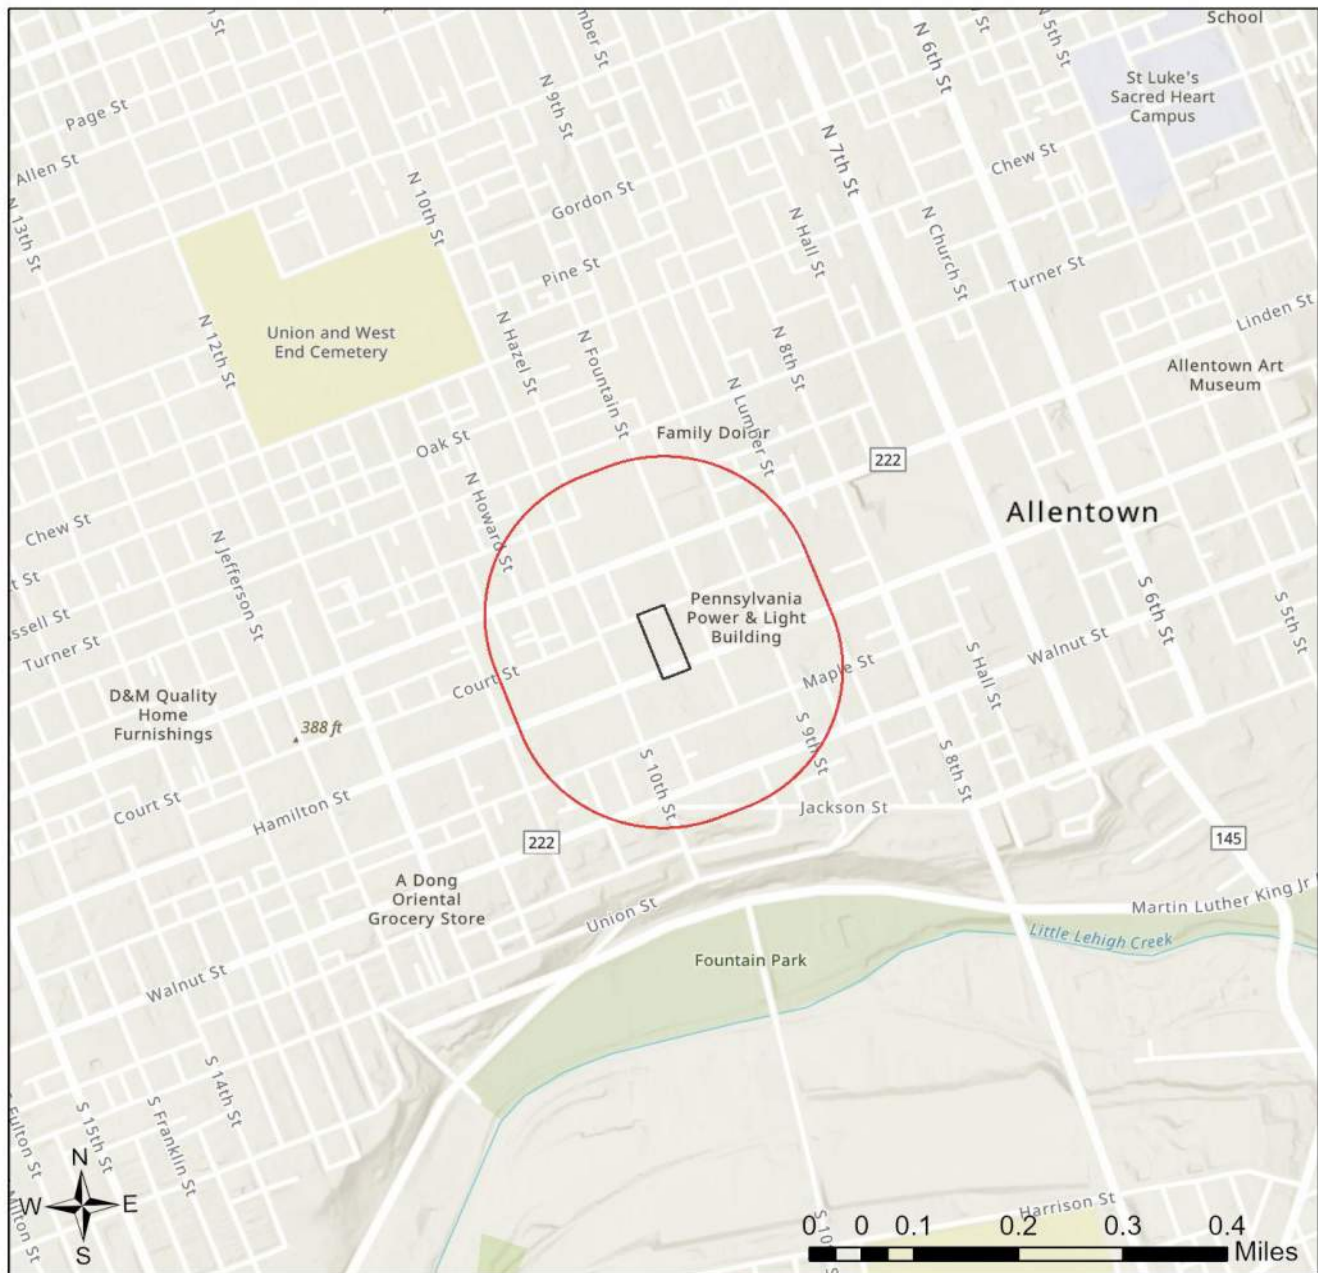 School
N 6th St
N 5th St
St Luke's
Sacred Heart
Campus
N 9th St
Page St
Allen St
N 7th St
Chew St
N 13th St
N 10th St
Gordon St
N Hall St
N Church St
Pine St
Turner St
Linden St
Union and West
End Cemetery
N 12th St
N Hazel St
N Fountain St
N 8th St
Allentown Art
Museum
N Lumber St
Family Dollar
Oak St
222
N Howard St
Allentown
Chew St
N Jefferson St
Pennsylvania
Power & Light
Building
S 6th St
S 5th St
Turner St
Walnut St
Court St
Maple St
S Hall St
D&M Quality
Home
Furnishings
388 ft
S 9th St
S 8th St
S 10th St
Court St
Hamilton St
Jackson St
222
145
A Dong
Oriental
Grocery Store
Union St
Martin Luther King Jr
Little Lehigh Creek
Fountain Park
Walnut St
S 14th St
S Franklin St
S 15th St
Fulton St
Milton St
Harrison St
S 10
N
W
E
S
0 0 0.1 0.2 0.3 0.4
Miles